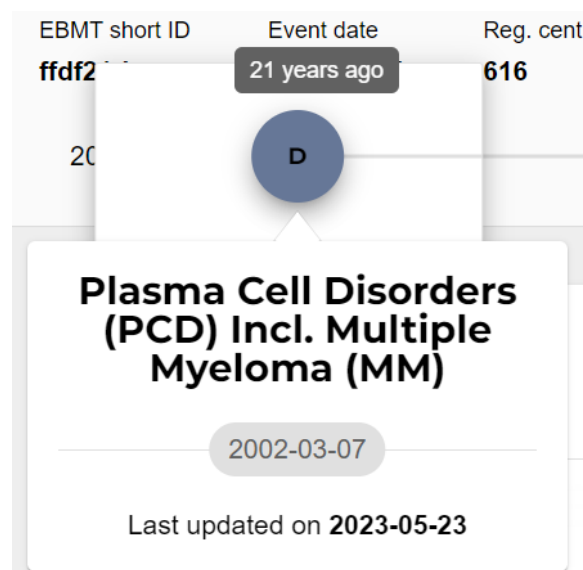 EBMT short ID Event date Reg. cent
21 years ago
ffdf2 616
20 D
Plasma Cell Disorders
(PCD) Incl. Multiple
Myeloma (MM)
2002-03-07
Last updated on 2023-05-23